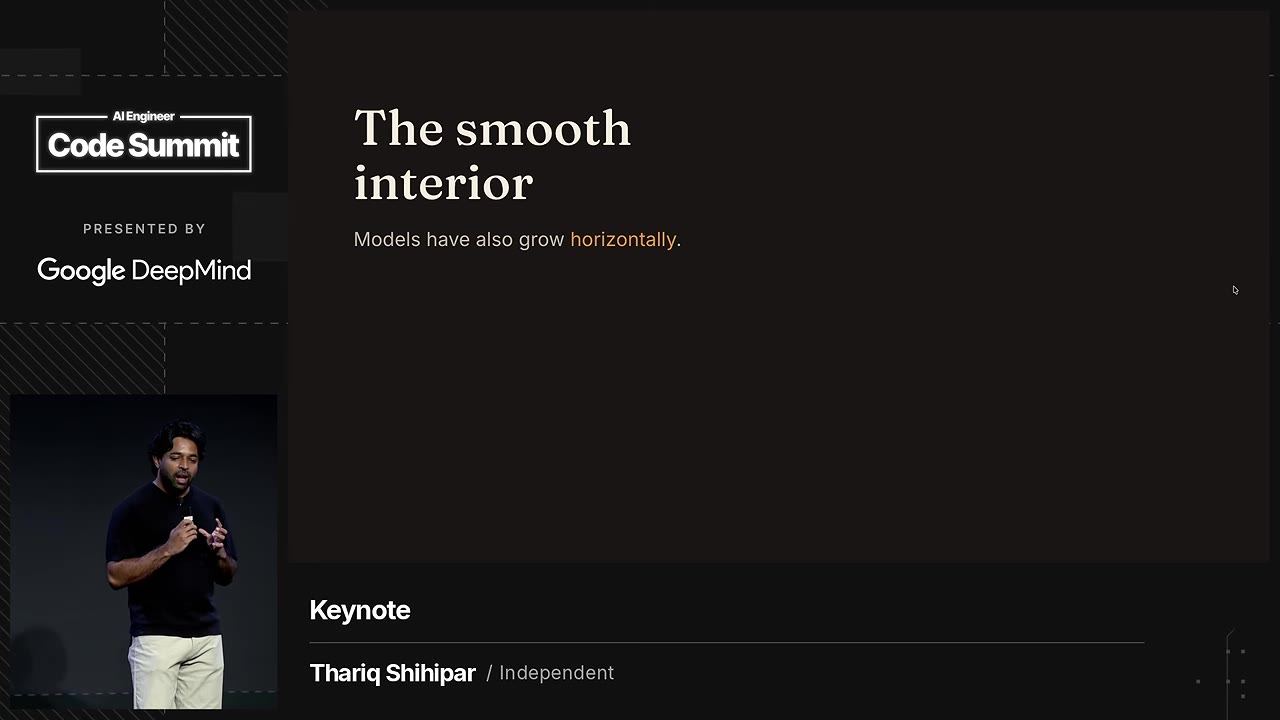 AI Engineer
Code Summit
PRESENTED BY
Google DeepMind
The smooth
interior
Models have also grow horizontally.
Keynote
Thariq Shihipar / Independent